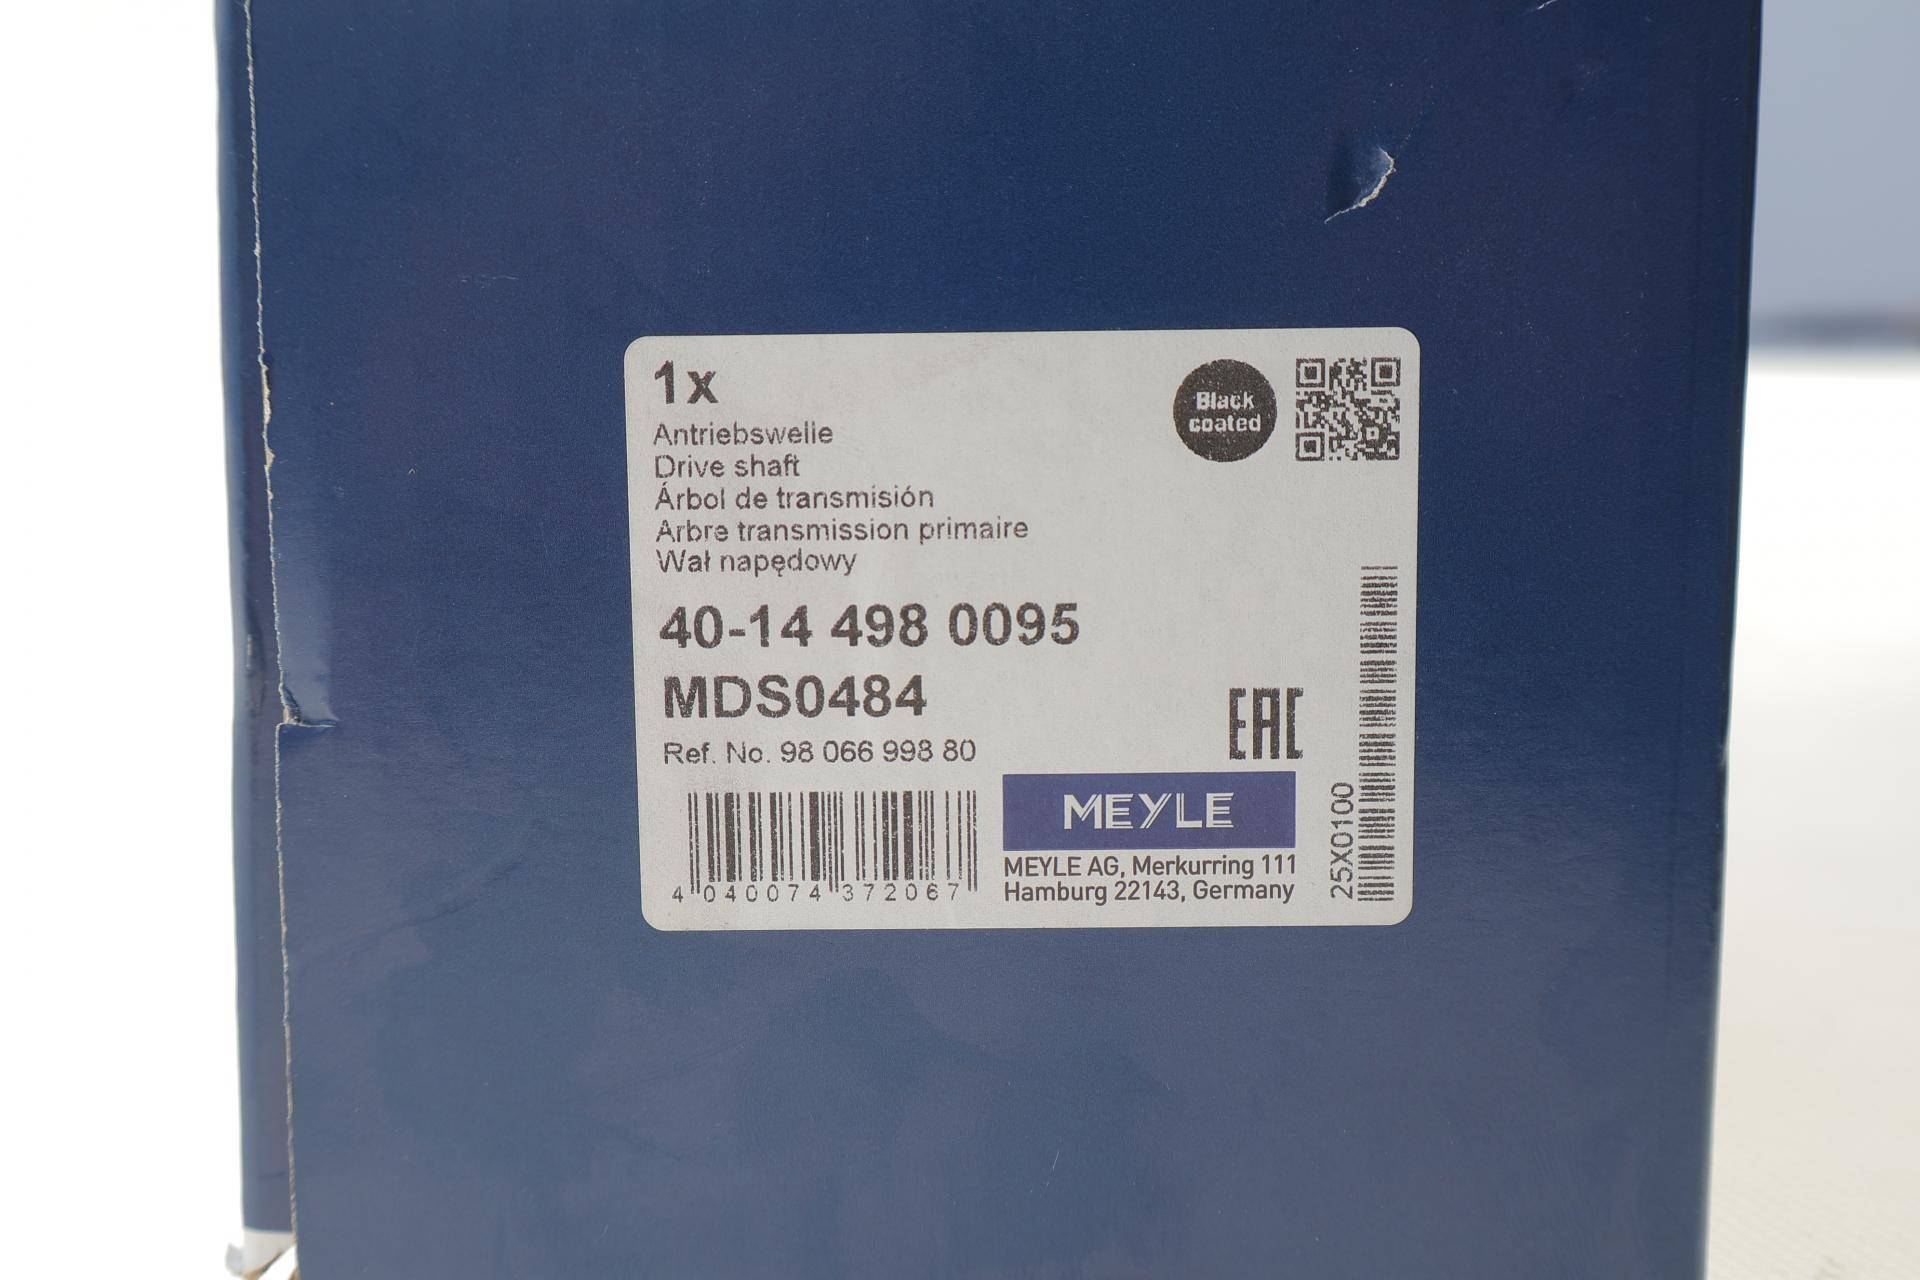 1x
Black
coated
Antriebswelle
Drive shaft
Árbol de transmisión
Arbre transmission primaire
Wał napędowy
40-14 498 0095
MDS0484
Ref. No. 98 066 998 80
EAC
4 040074 372067
MEYLE
MEYLE AG, Merkurring 111
Hamburg 22143, Germany
25X0100